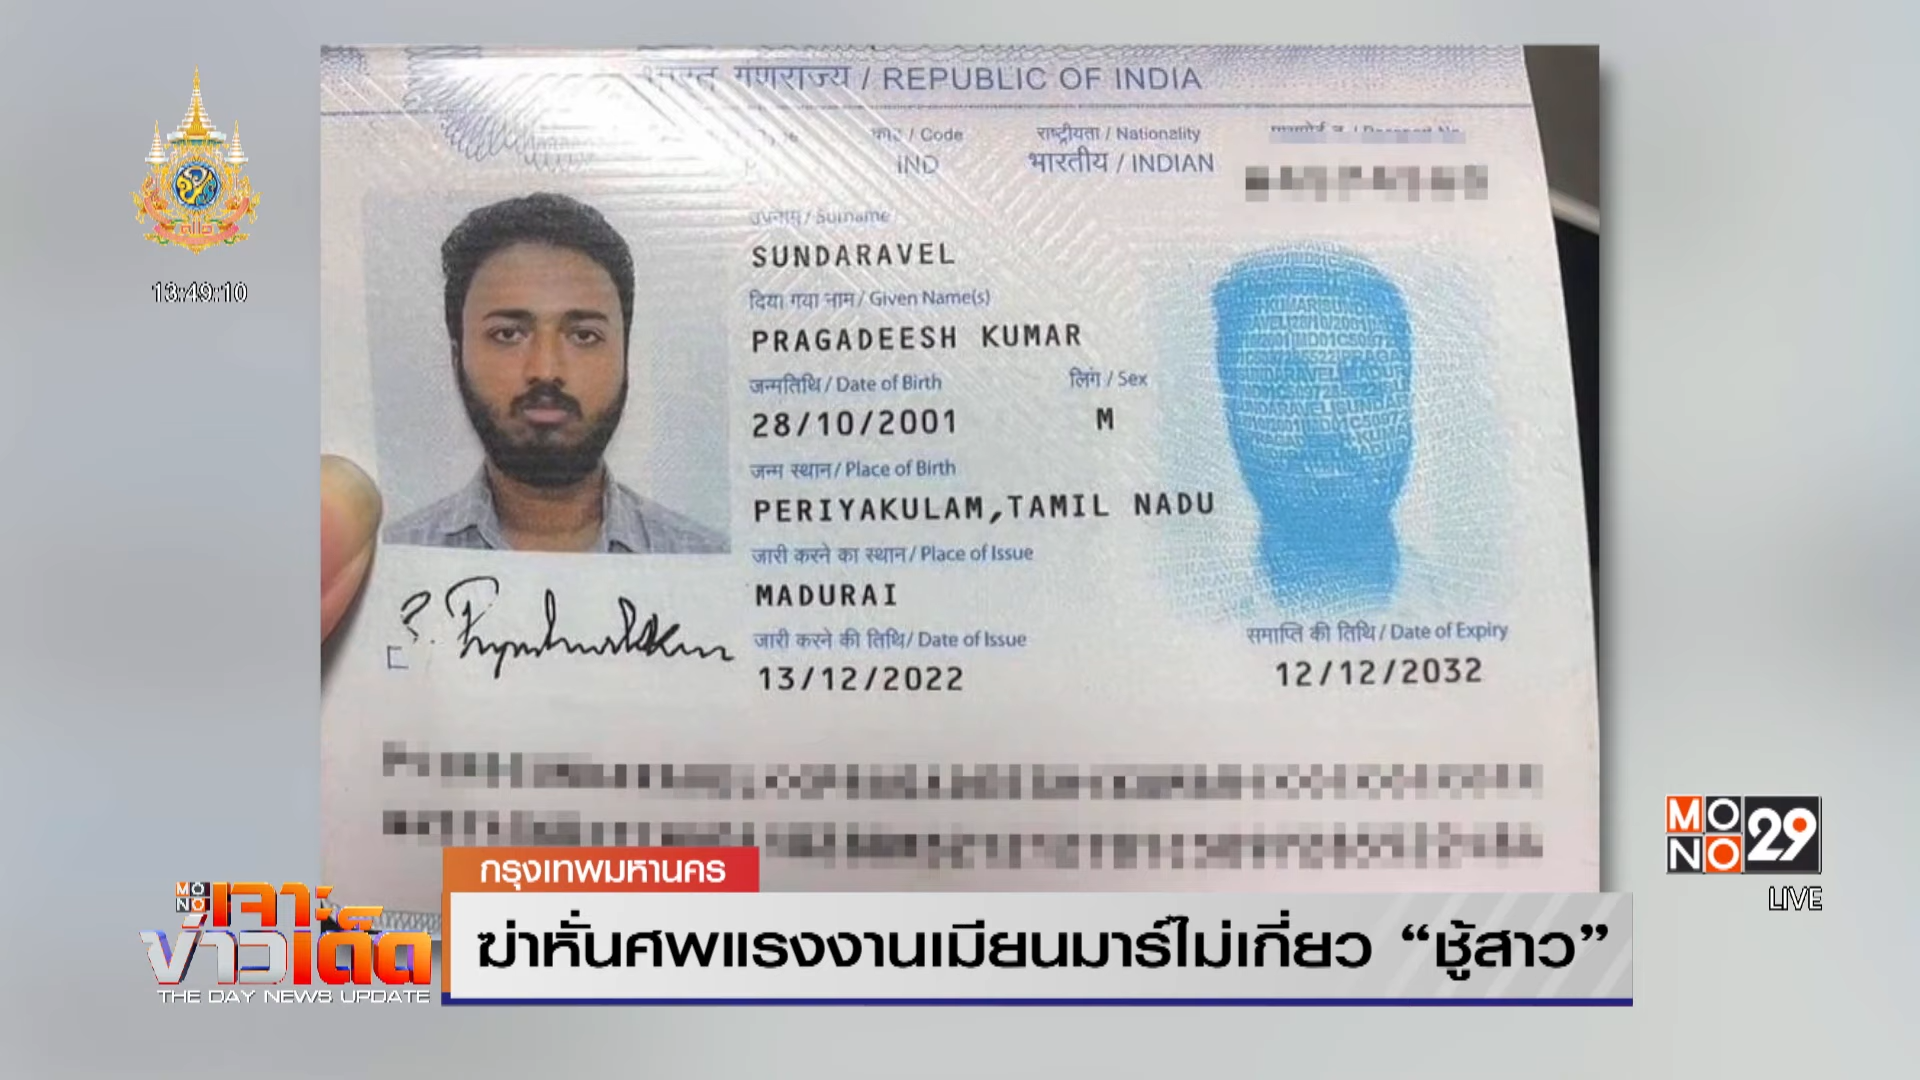 भारत गणराज्य / REPUBLIC OF INDIA
कोड / Code
राष्ट्रीयता / Nationality
IND
भारतीय / INDIAN
उपनाम / Surname
SUNDARAVEL
दिया गया नाम / Given Name(s)
PRAGADEESH KUMAR
जन्मतिथि / Date of Birth
लिंग / Sex
28/10/2001
M
जन्म स्थान / Place of Birth
PERIYAKULAM,TAMIL NADU
जारी करने का स्थान / Place of Issue
MADURAI
जारी करने की तिथि / Date of Issue
समाप्ति की तिथि / Date of Expiry
13/12/2022
12/12/2032
๗๒
13:49:10
MONO 29
LIVE
กรุงเทพมหานคร
ฆ่าหั่นศพแรงงานเมียนมาร์ไม่เกี่ยว “ชู้สาว”
MONO
เจาะ
ข่าวเด็ด
THE DAY NEWS UPDATE